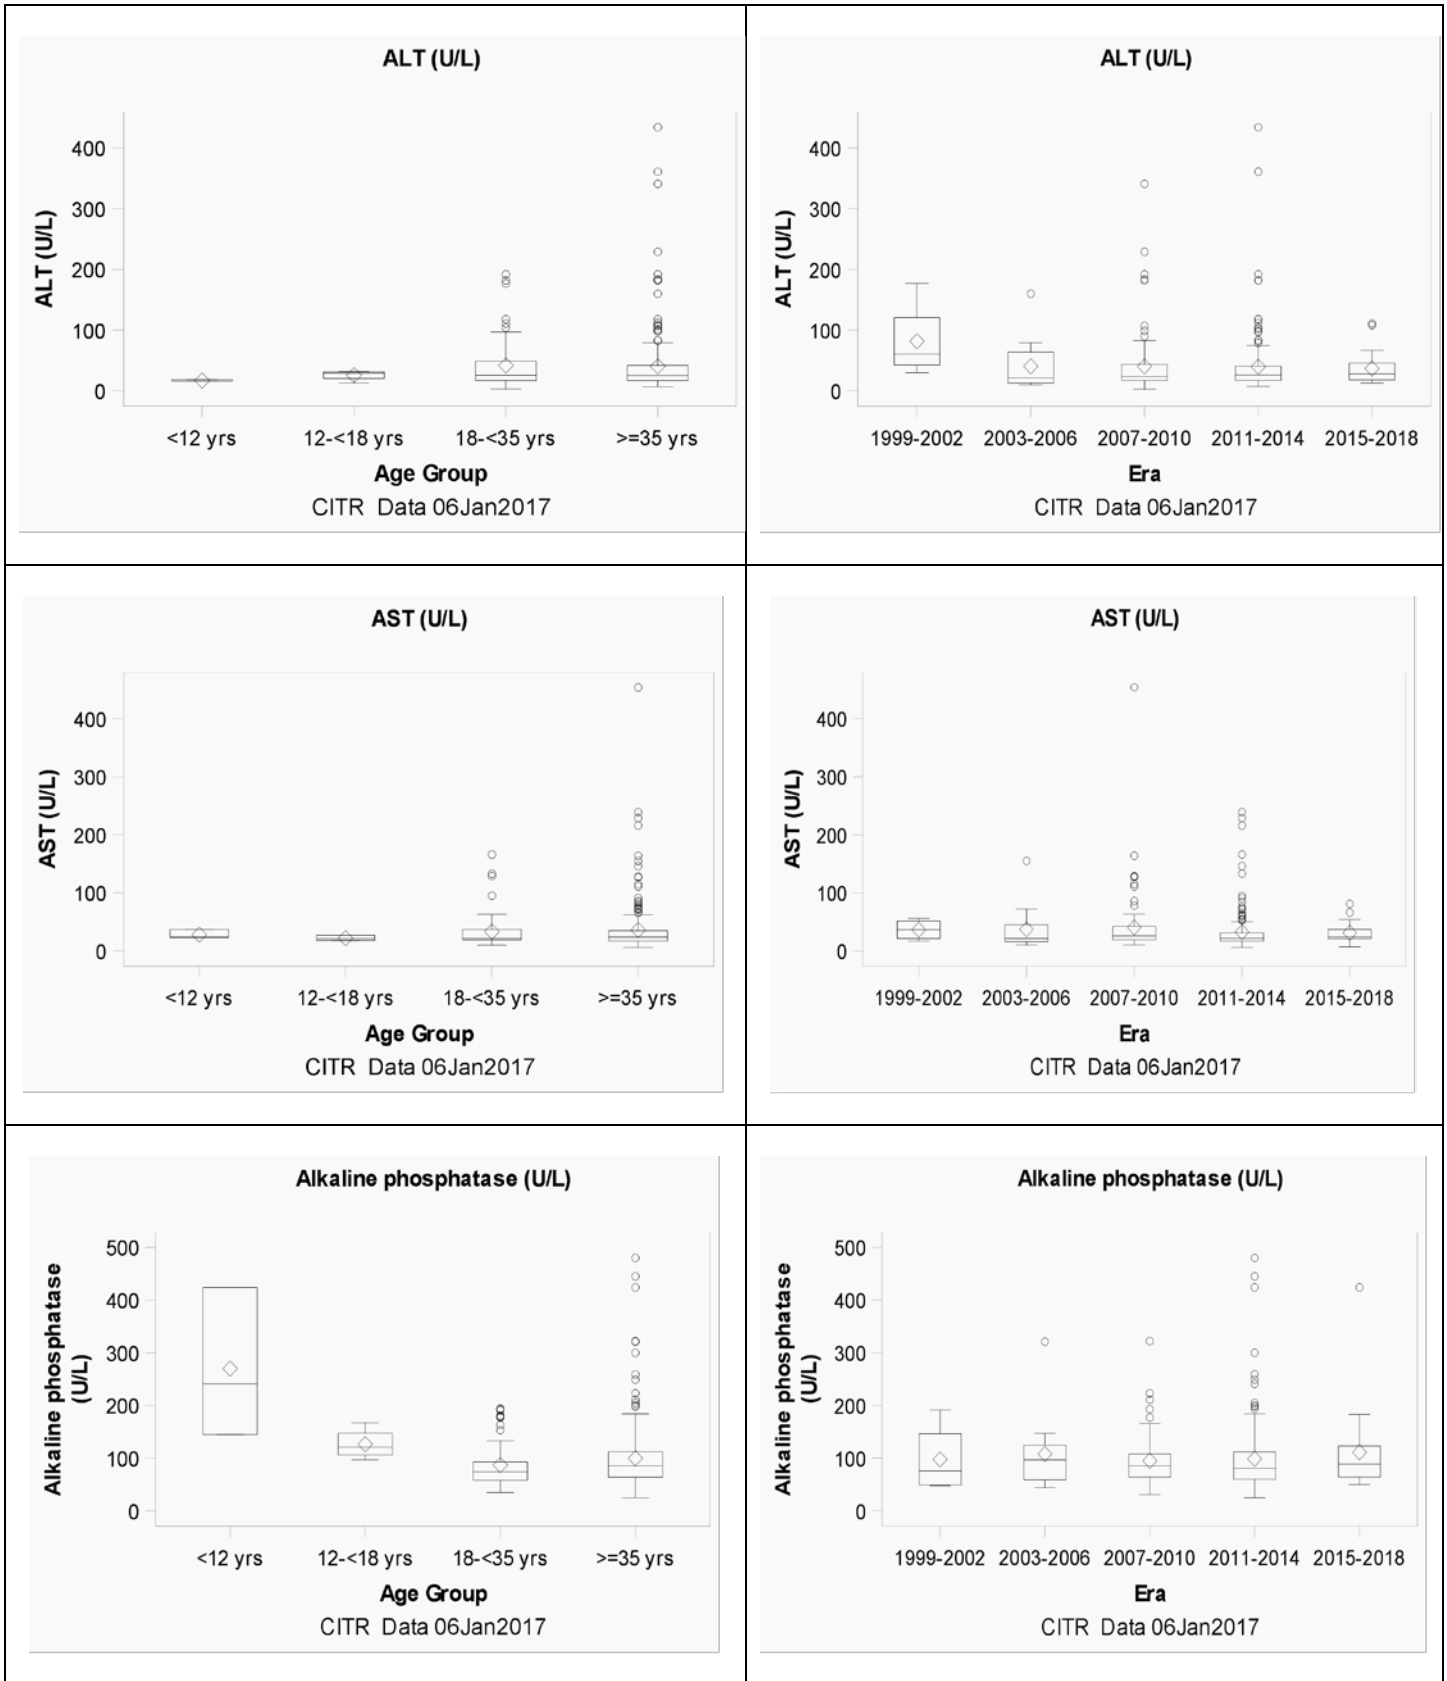 ALT (U/L)
ALT (U/L)
400
300
200
100
0
<12 yrs 12-<18 yrs 18-<35 yrs >=35 yrs
Age Group
CITR Data 06Jan2017
ALT (U/L)
ALT (U/L)
400
300
200
100
0
1999-2002 2003-2006 2007-2010 2011-2014 2015-2018
Era
CITR Data 06Jan2017
AST (U/L)
AST (U/L)
400
300
200
100
0
<12 yrs 12-<18 yrs 18-<35 yrs >=35 yrs
Age Group
CITR Data 06Jan2017
AST (U/L)
AST (U/L)
400
300
200
100
0
1999-2002 2003-2006 2007-2010 2011-2014 2015-2018
Era
CITR Data 06Jan2017
Alkaline phosphatase (U/L)
Alkaline phosphatase
(U/L)
500
400
300
200
100
0
<12 yrs 12-<18 yrs 18-<35 yrs >=35 yrs
Age Group
CITR Data 06Jan2017
Alkaline phosphatase (U/L)
Alkaline phosphatase
(U/L)
500
400
300
200
100
0
1999-2002 2003-2006 2007-2010 2011-2014 2015-2018
Era
CITR Data 06Jan2017